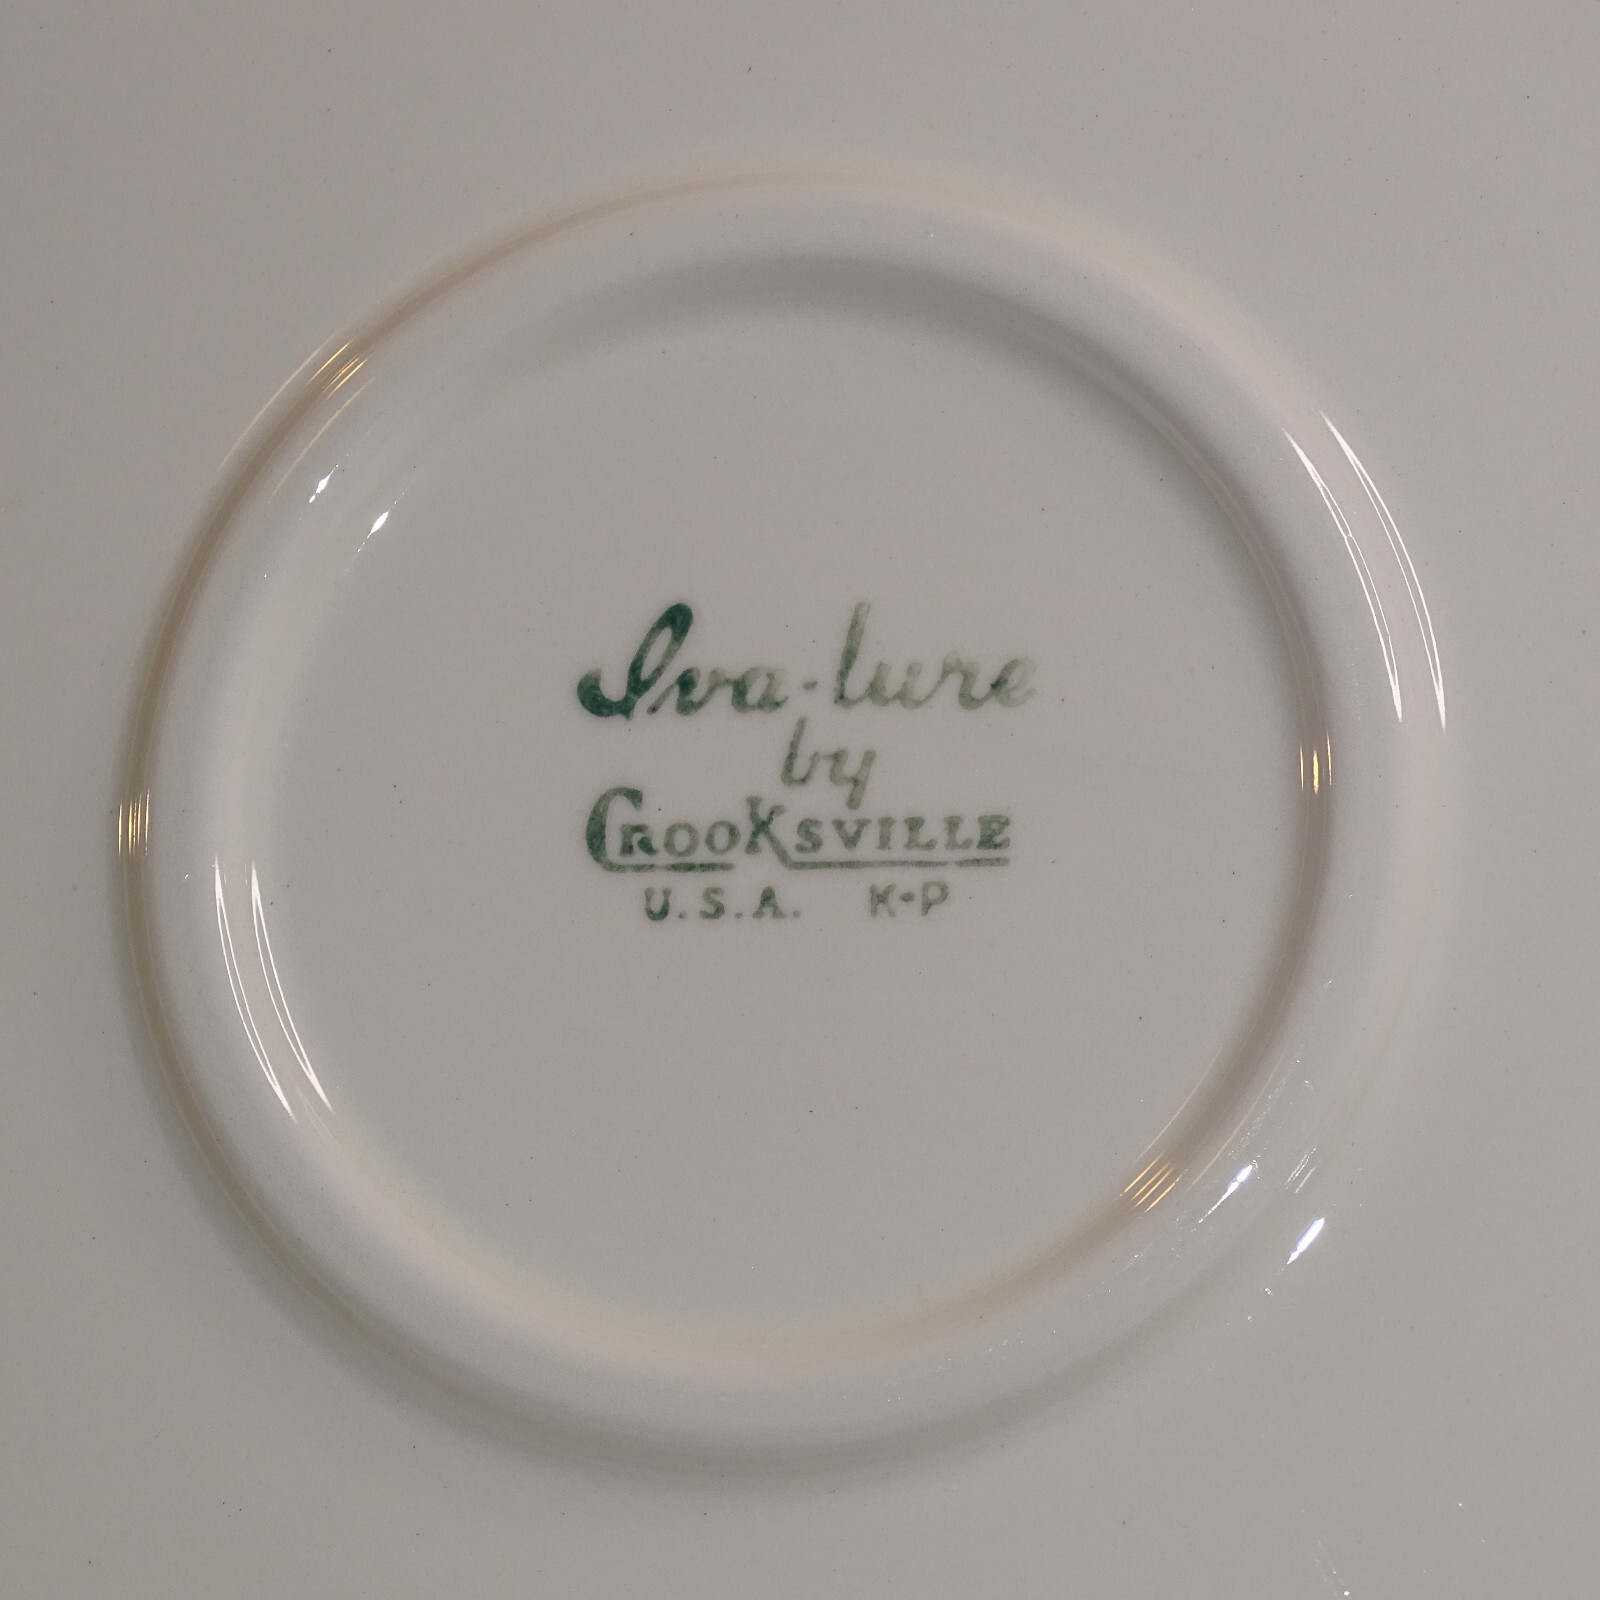 Iva-lure
by
CROOKSVILLE
U.S.A. K-P